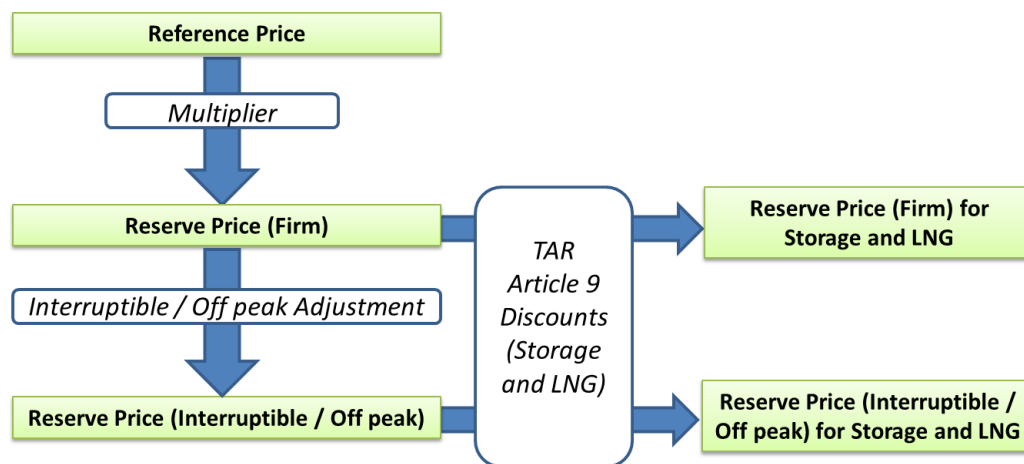 Reference Price
Multiplier
Reserve Price (Firm)
Interruptible / Off peak Adjustment
Reserve Price (Interruptible / Off peak)
TAR
Article 9
Discounts
(Storage
and LNG)
Reserve Price (Firm) for
Storage and LNG
Reserve Price (Interruptible /
Off peak) for Storage and LNG